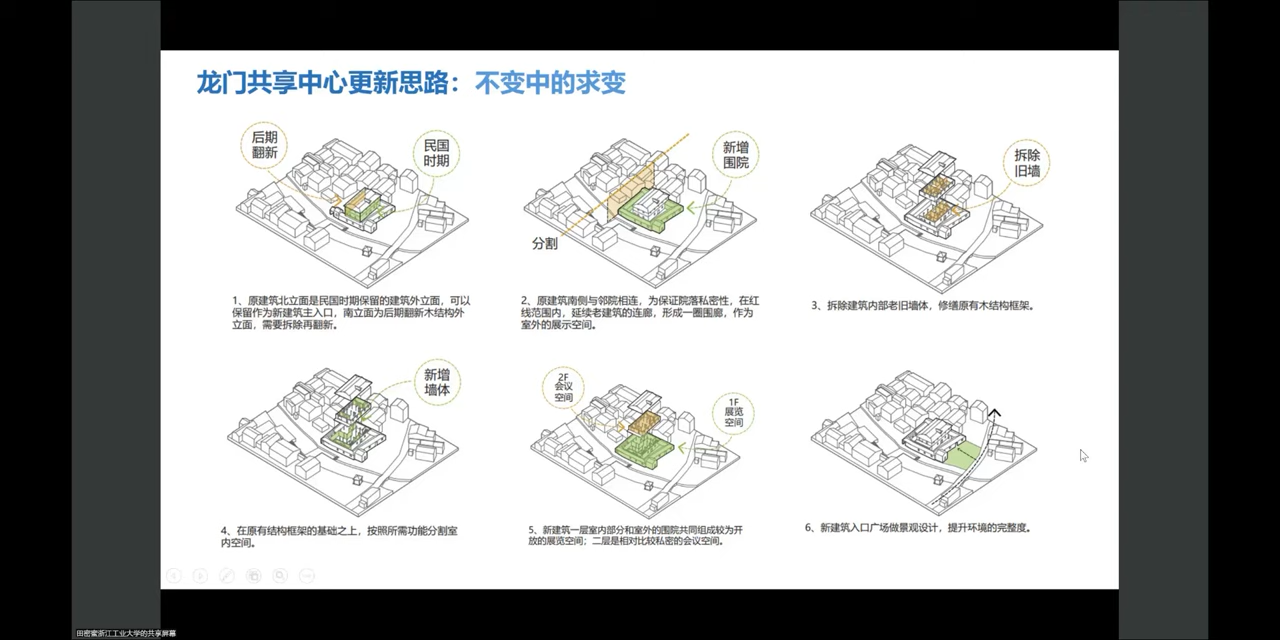 龙门共享中心更新思路：不变中的求变
后期
翻新
民国
时期
新增
围院
分割
拆除
旧墙
1、原建筑北立面是民国时期保留的建筑外立面，可以
保留作为新建筑主入口，南立面为后期翻新木结构外
立面，需要拆除再翻新。
2、原建筑南侧与邻院相连，为保证院落私密性，在红
线范围内，延续老建筑的连廊，形成一圈围廊，作为
室外的展示空间。
3、拆除建筑内部老旧墙体，修缮原有木结构框架。
新增
墙体
2F
会议
空间
1F
展览
空间
4、在原有结构框架的基础之上，按照所需功能分割室
内空间。
5、新建筑一层室内部分和室外的围院共同组成较为开
放的展览空间；二层是相对比较私密的会议空间。
6、新建筑入口广场做景观设计，提升环境的完整度。
田密蜜浙江工业大学的共享屏幕